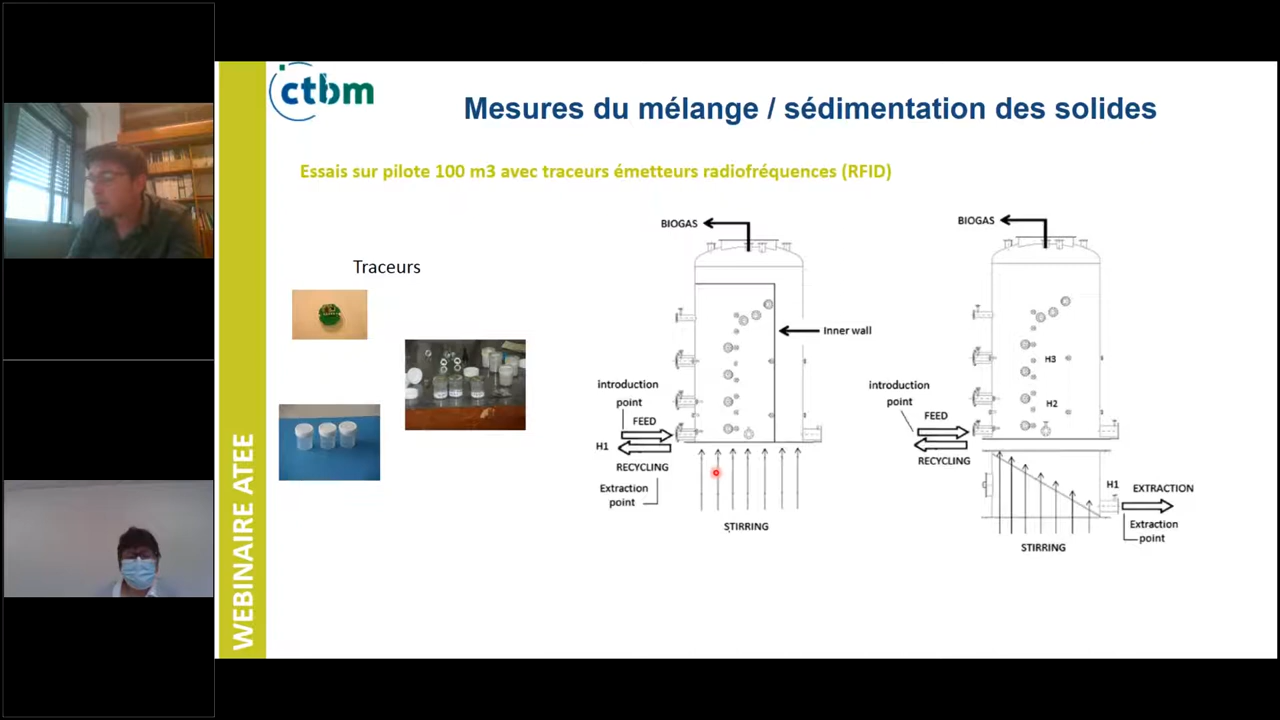 ctbm
Mesures du mélange / sédimentation des solides
Essais sur pilote 100 m3 avec traceurs émetteurs radiofréquences (RFID)
Traceurs
BIOGAS
Inner wall
introduction
point
FEED
H1
RECYCLING
Extraction
point
STIRRING
BIOGAS
H3
H2
introduction
point
FEED
RECYCLING
H1
EXTRACTION
Extraction
point
STIRRING
WEBINAIRE ATEE